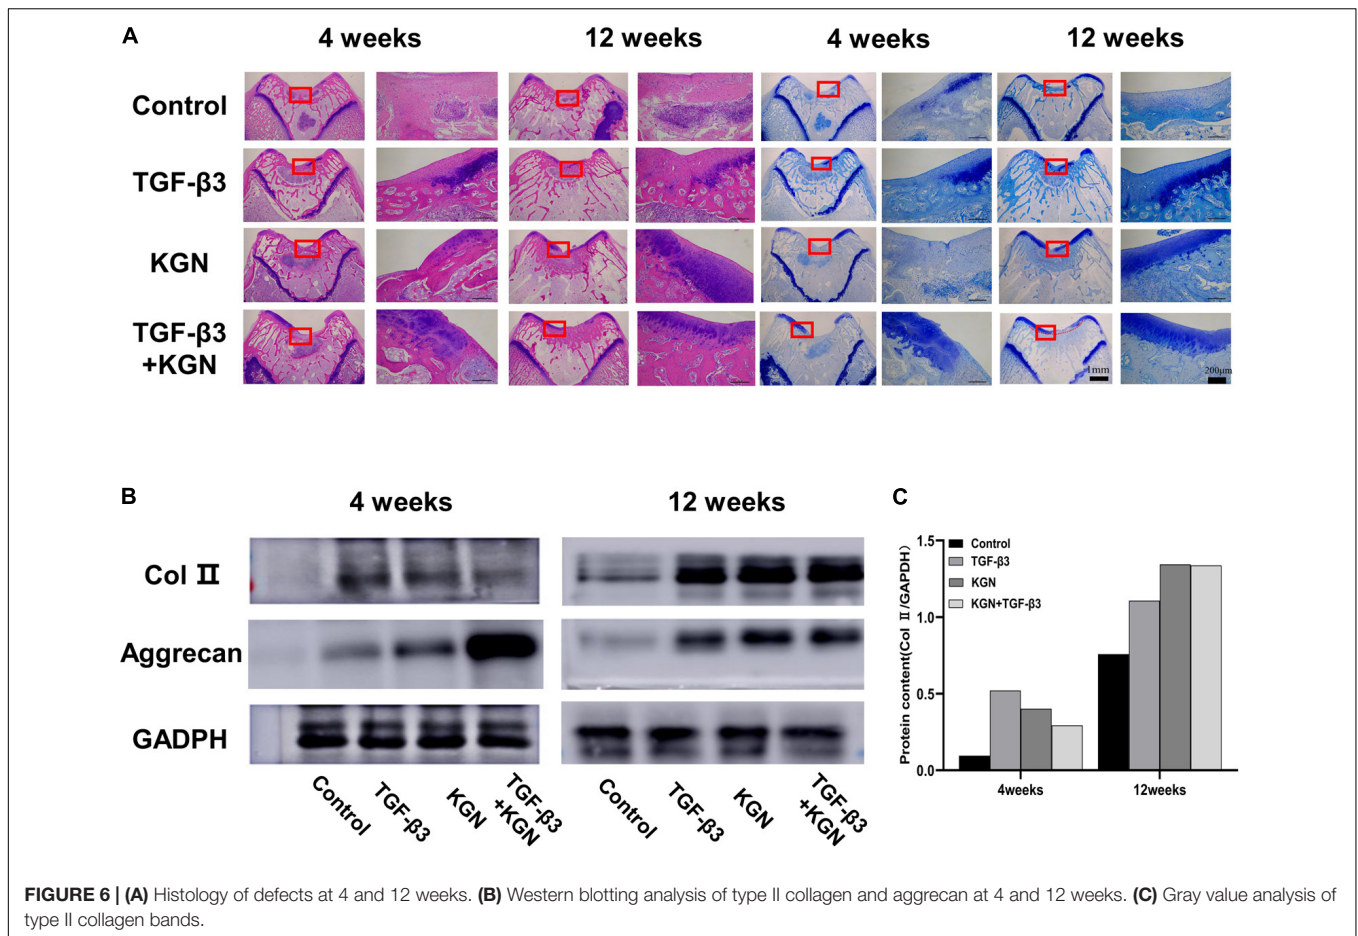 A
4 weeks 12 weeks 4 weeks 12 weeks
Control
TGF-β3
KGN
TGF-β3
+KGN
1mm
200μm
B
4 weeks 12 weeks
Col Ⅱ
Aggrecan
GADPH
Control TGF-β3 KGN TGF-β3 +KGN
Control TGF-β3 KGN TGF-β3 +KGN
C
Protein content(Col Ⅱ/GAPDH)
1.5
1.0
0.5
0.0
Control
TGF-β3
KGN
KGN+TGF-β3
4weeks 12weeks
FIGURE 6 | (A) Histology of defects at 4 and 12 weeks. (B) Western blotting analysis of type II collagen and aggrecan at 4 and 12 weeks. (C) Gray value analysis of
type II collagen bands.